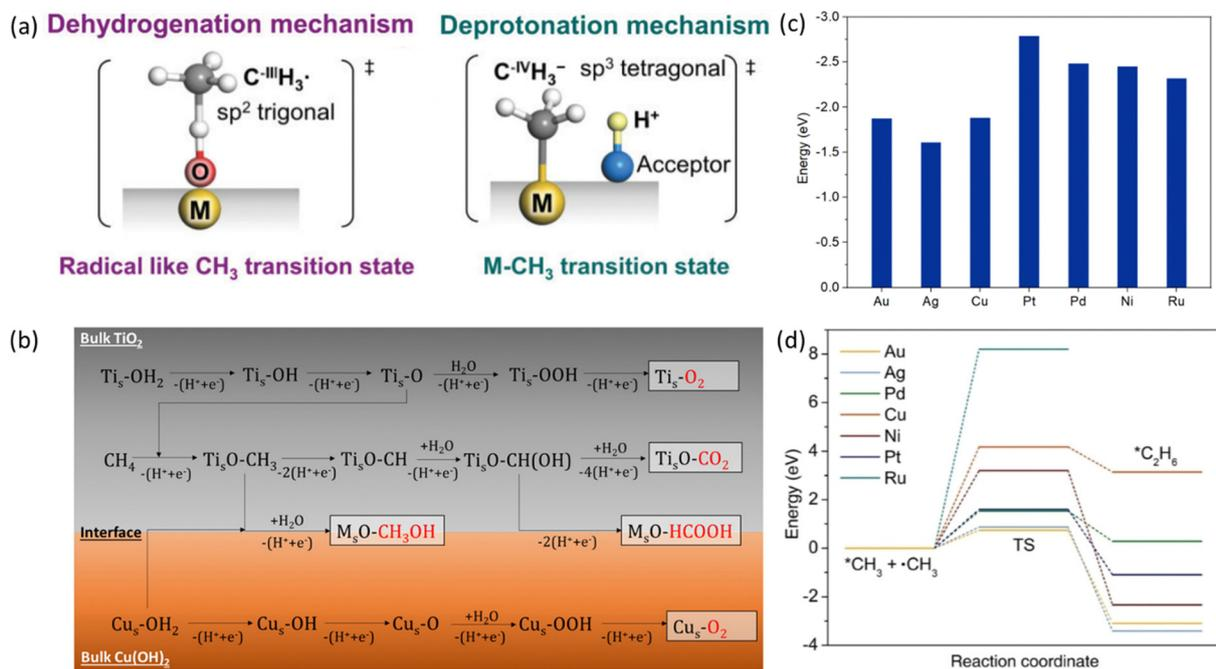 (a)
Dehydrogenation mechanism
C-IIIH3·
sp2 trigonal
‡
O
M
Radical like CH3 transition state
Deprotonation mechanism
C-IVH3− sp3 tetragonal
‡
H+
Acceptor
M
M-CH3 transition state
(c)
Energy (eV)
-3.0
-2.5
-2.0
-1.5
-1.0
-0.5
0.0
Au Ag Cu Pt Pd Ni Ru
(b)
Bulk TiO2
H2O
Tis-OH2 Tis-OH Tis-O Tis-OOH Tis-O2
-(H++e-) -(H++e-) -(H++e-) -(H++e-)
+H2O +H2O
CH4 TisO-CH3 TisO-CH TisO-CH(OH) TisO-CO2
-(H++e-) -2(H++e-) -(H++e-) -4(H++e-)
+H2O
Interface
MsO-CH3OH MsO-HCOOH
-(H++e-) -2(H++e-)
+H2O
Cus-OH2 Cus-OH Cus-O Cus-OOH Cus-O2
-(H++e-) -(H++e-) -(H++e-) -(H++e-)
Bulk Cu(OH)2
(d)
Energy (eV)
8
6
4
2
0
-2
-4
Au
Ag
Pd
Cu
Ni
Pt
Ru
*C2H6
TS
*CH3 + ·CH3
Reaction coordinate